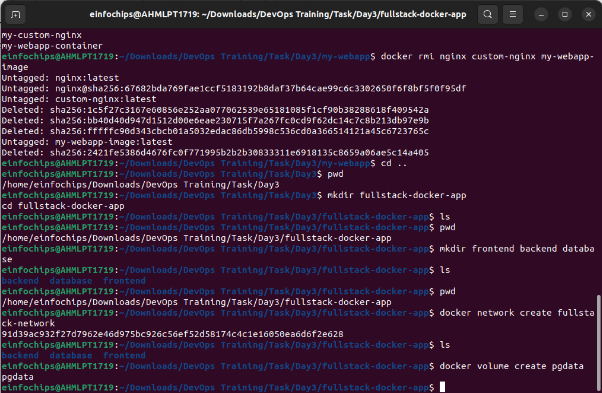 einfochips@AHMLPT1719: ~/Downloads/DevOps Training/Task/Day3/fullstack-docker-app
my-custom-nginx
my-webapp-container
einfochips@AHMLPT1719:~/Downloads/DevOps Training/Task/Day3/my-webapp$ docker rmi nginx custom-nginx my-webapp-
image
Untagged: nginx:latest
Untagged: nginx@sha256:67682bda769fae1ccf5183192b8daf37b64cae99c6c3302650f6f8bf5f0f95df
Untagged: custom-nginx:latest
Deleted: sha256:1c5f27c3167e60856e252aa077062539e65181085f1cf90b38288618f409542a
Deleted: sha256:bb40d40d947d1512d00e6eae230715f7a267fc0cd9f62dc14c7c8b213db97e9b
Deleted: sha256:fffffc90d343cbcb01a5032edac86db5998c536cd0a366514121a45c6723765c
Untagged: my-webapp-image:latest
Deleted: sha256:2421fe5386d4676fc0f771995b2b2b30833311e6918135c8659a06ae5c14a405
einfochips@AHMLPT1719:~/Downloads/DevOps Training/Task/Day3/my-webapp$ cd ..
einfochips@AHMLPT1719:~/Downloads/DevOps Training/Task/Day3$ pwd
/home/einfochips/Downloads/DevOps Training/Task/Day3
einfochips@AHMLPT1719:~/Downloads/DevOps Training/Task/Day3$ mkdir fullstack-docker-app
cd fullstack-docker-app
einfochips@AHMLPT1719:~/Downloads/DevOps Training/Task/Day3/fullstack-docker-app$ ls
einfochips@AHMLPT1719:~/Downloads/DevOps Training/Task/Day3/fullstack-docker-app$ pwd
/home/einfochips/Downloads/DevOps Training/Task/Day3/fullstack-docker-app
einfochips@AHMLPT1719:~/Downloads/DevOps Training/Task/Day3/fullstack-docker-app$ mkdir frontend backend databa
se
einfochips@AHMLPT1719:~/Downloads/DevOps Training/Task/Day3/fullstack-docker-app$ ls
backend database frontend
einfochips@AHMLPT1719:~/Downloads/DevOps Training/Task/Day3/fullstack-docker-app$ pwd
/home/einfochips/Downloads/DevOps Training/Task/Day3/fullstack-docker-app
einfochips@AHMLPT1719:~/Downloads/DevOps Training/Task/Day3/fullstack-docker-app$ docker network create fullsta
ck-network
91d39ac932f27d7962e46d975bc926c56ef52d58174c4c1e16050ea6d6f2e628
einfochips@AHMLPT1719:~/Downloads/DevOps Training/Task/Day3/fullstack-docker-app$ ls
backend database frontend
einfochips@AHMLPT1719:~/Downloads/DevOps Training/Task/Day3/fullstack-docker-app$ docker volume create pgdata
pgdata
einfochips@AHMLPT1719:~/Downloads/DevOps Training/Task/Day3/fullstack-docker-app$